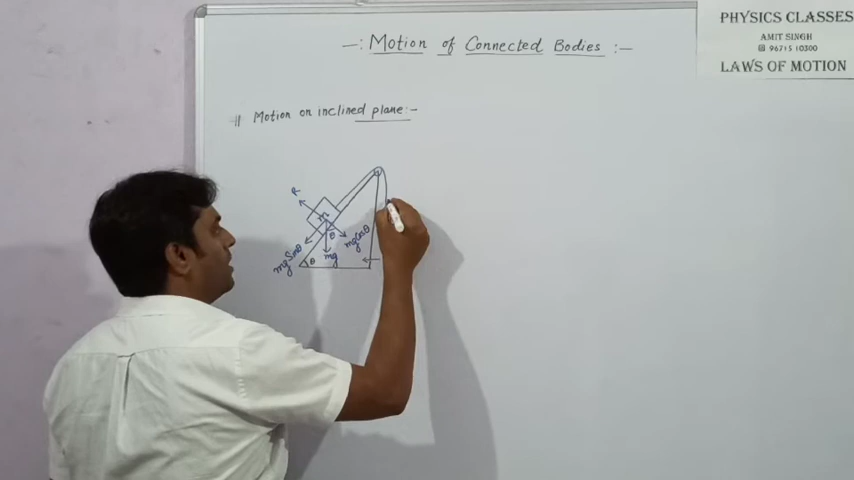 —: Motion of Connected Bodies :—
PHYSICS CLASSES
AMIT SINGH
96715 10300
LAWS OF MOTION
|| Motion on inclined plane:-
R
m
θ
mg Cosθ
mg Sinθ
mg
θ